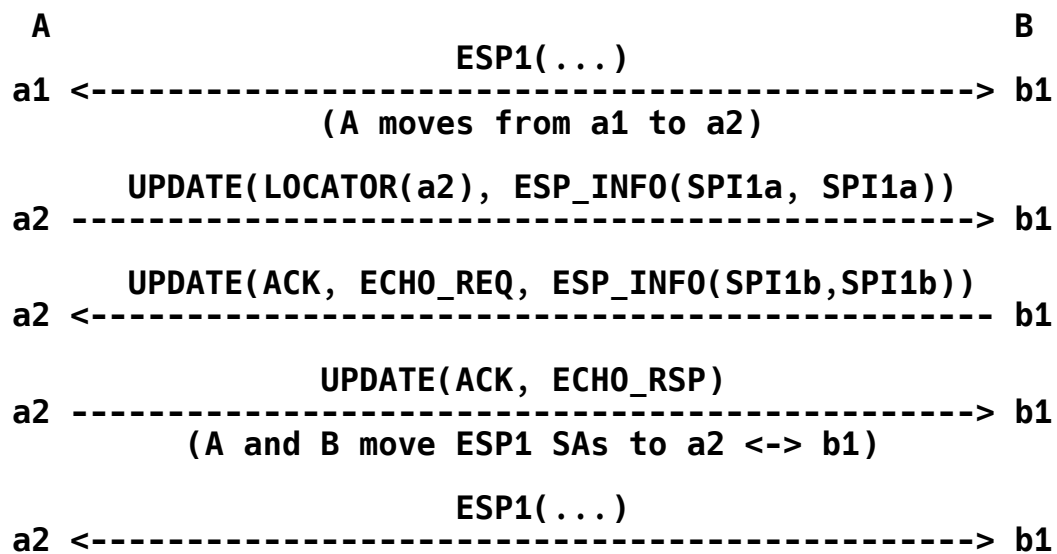 A B
ESP1(...)
a1 <-----------------------------------------------> b1
(A moves from a1 to a2)
UPDATE(LOCATOR(a2), ESP_INFO(SPI1a, SPI1a))
a2 ------------------------------------------------> b1
UPDATE(ACK, ECHO_REQ, ESP_INFO(SPI1b,SPI1b))
a2 <------------------------------------------------ b1
UPDATE(ACK, ECHO_RSP)
a2 ------------------------------------------------> b1
(A and B move ESP1 SAs to a2 <-> b1)
ESP1(...)
a2 <-----------------------------------------------> b1